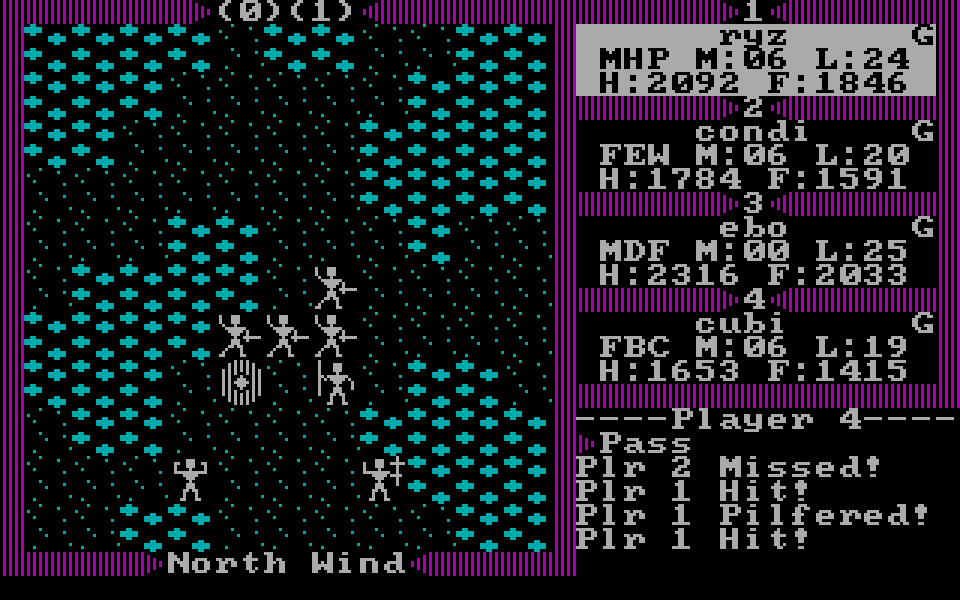 (0)(1)
North Wind
1
ryz G
MHP M:06 L:24
H:2092 F:1846
2
condi G
FEW M:06 L:20
H:1784 F:1591
3
ebo G
MDF M:00 L:25
H:2316 F:2033
4
cubi G
FBC M:06 L:19
H:1653 F:1415
----Player 4----
Pass
Plr 2 Missed!
Plr 1 Hit!
Plr 1 Pilfered!
Plr 1 Hit!